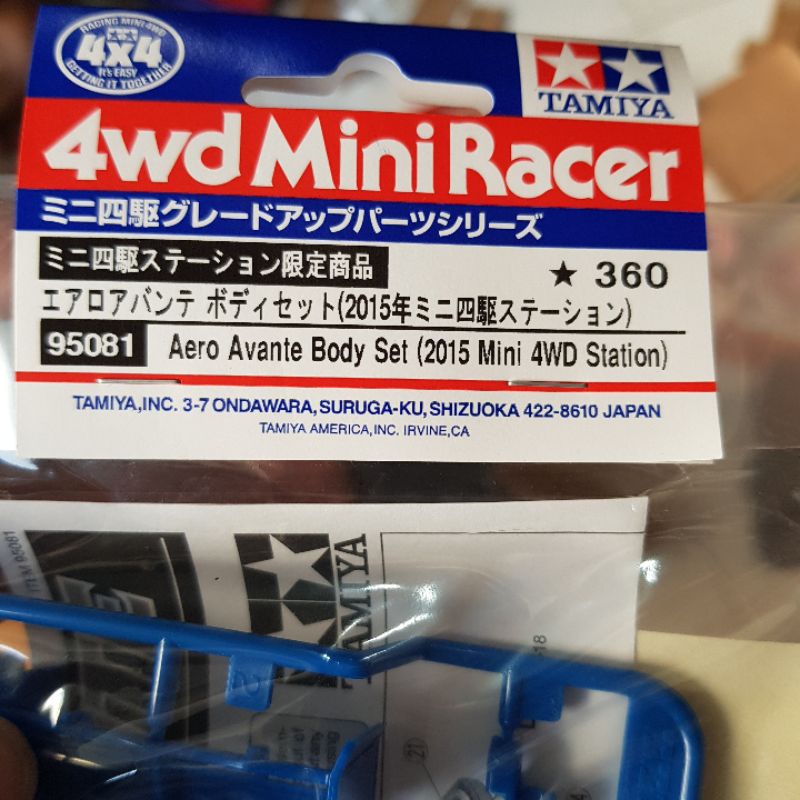 RACING MINI 4WD
4x4
It's EASY
GETTING IT TOGETHER
TAMIYA
4wd Mini Racer
ミニ四駆グレードアップパーツシリーズ
ミニ四駆ステーション限定商品
★ 360
エアロアバンテ ボディセット(2015年ミニ四駆ステーション)
95081 Aero Avante Body Set (2015 Mini 4WD Station)
TAMIYA,INC. 3-7 ONDAWARA,SURUGA-KU,SHIZUOKA 422-8610 JAPAN
TAMIYA AMERICA,INC. IRVINE,CA
ITEM 95081
TAMIYA
21